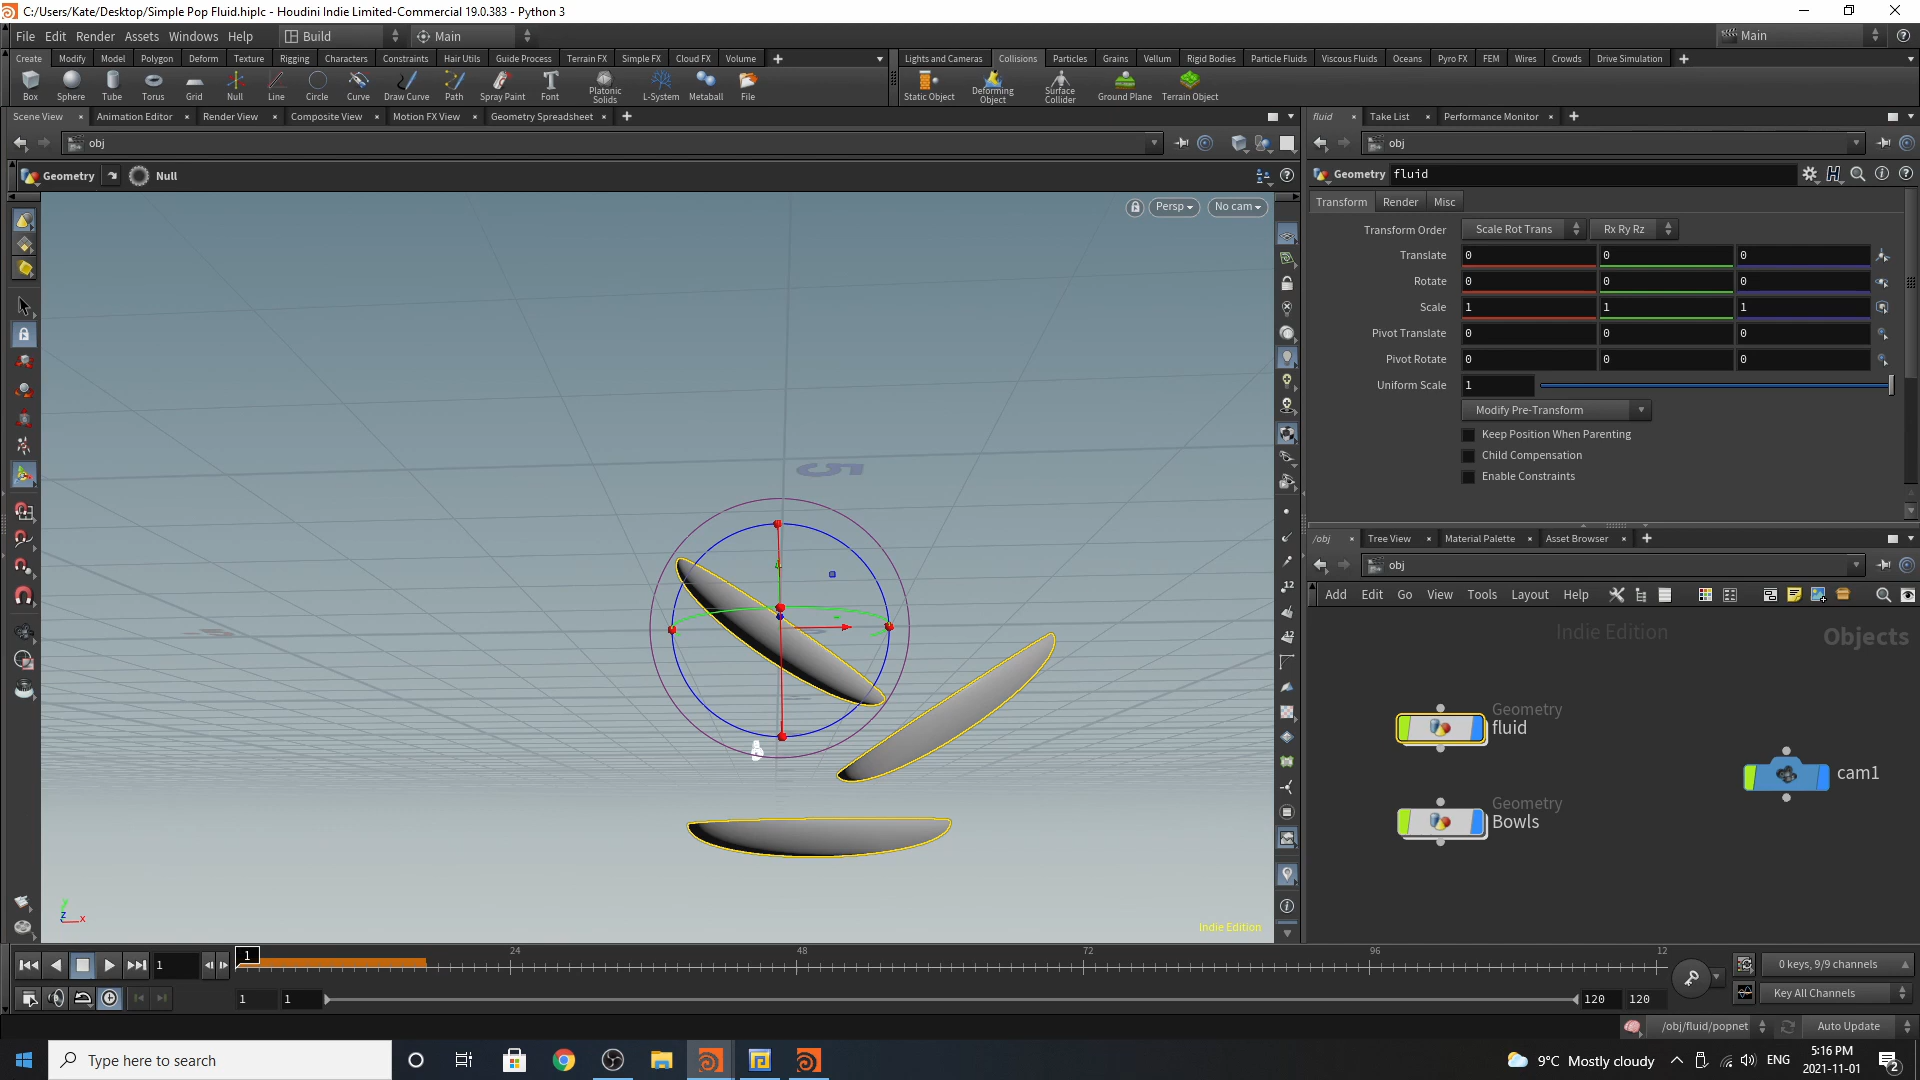 C:/Users/Kate/Desktop/Simple Pop Fluid.hiplc - Houdini Indie Limited-Commercial 19.0.383 - Python 3
File Edit Render Assets Windows Help Build Main Main
Create Modify Model Polygon Deform Texture Rigging Characters Constraints Hair Utils Guide Process Terrain FX Simple FX Cloud FX Volume
Lights and Cameras Collisions Particles Grains Vellum Rigid Bodies Particle Fluids Viscous Fluids Oceans Pyro FX FEM Wires Crowds Drive Simulation
Box Sphere Tube Torus Grid Null Line Circle Curve Draw Curve Path Spray Paint Font Platonic Solids L-System Metaball File
Static Object Deforming Object Surface Collider Ground Plane Terrain Object
Scene View Animation Editor Render View Composite View Motion FX View Geometry Spreadsheet
obj
Geometry Null
Persp No cam
5
Indie Edition
y
z x
fluid Take List Performance Monitor
obj
Geometry fluid
Transform Render Misc
Transform Order Scale Rot Trans Rx Ry Rz
Translate 0 0 0
Rotate 0 0 0
Scale 1 1 1
Pivot Translate 0 0 0
Pivot Rotate 0 0 0
Uniform Scale 1
Modify Pre-Transform
Keep Position When Parenting
Child Compensation
Enable Constraints
/obj Tree View Material Palette Asset Browser
obj
Add Edit Go View Tools Layout Help
Indie Edition
Objects
Geometry
fluid
cam1
Geometry
Bowls
1 1 24 48 72 96 12
0 keys, 9/9 channels
1 1 120 120
Key All Channels
/obj/fluid/popnet Auto Update
Type here to search
9°C Mostly cloudy ENG 5:16 PM
2021-11-01
2